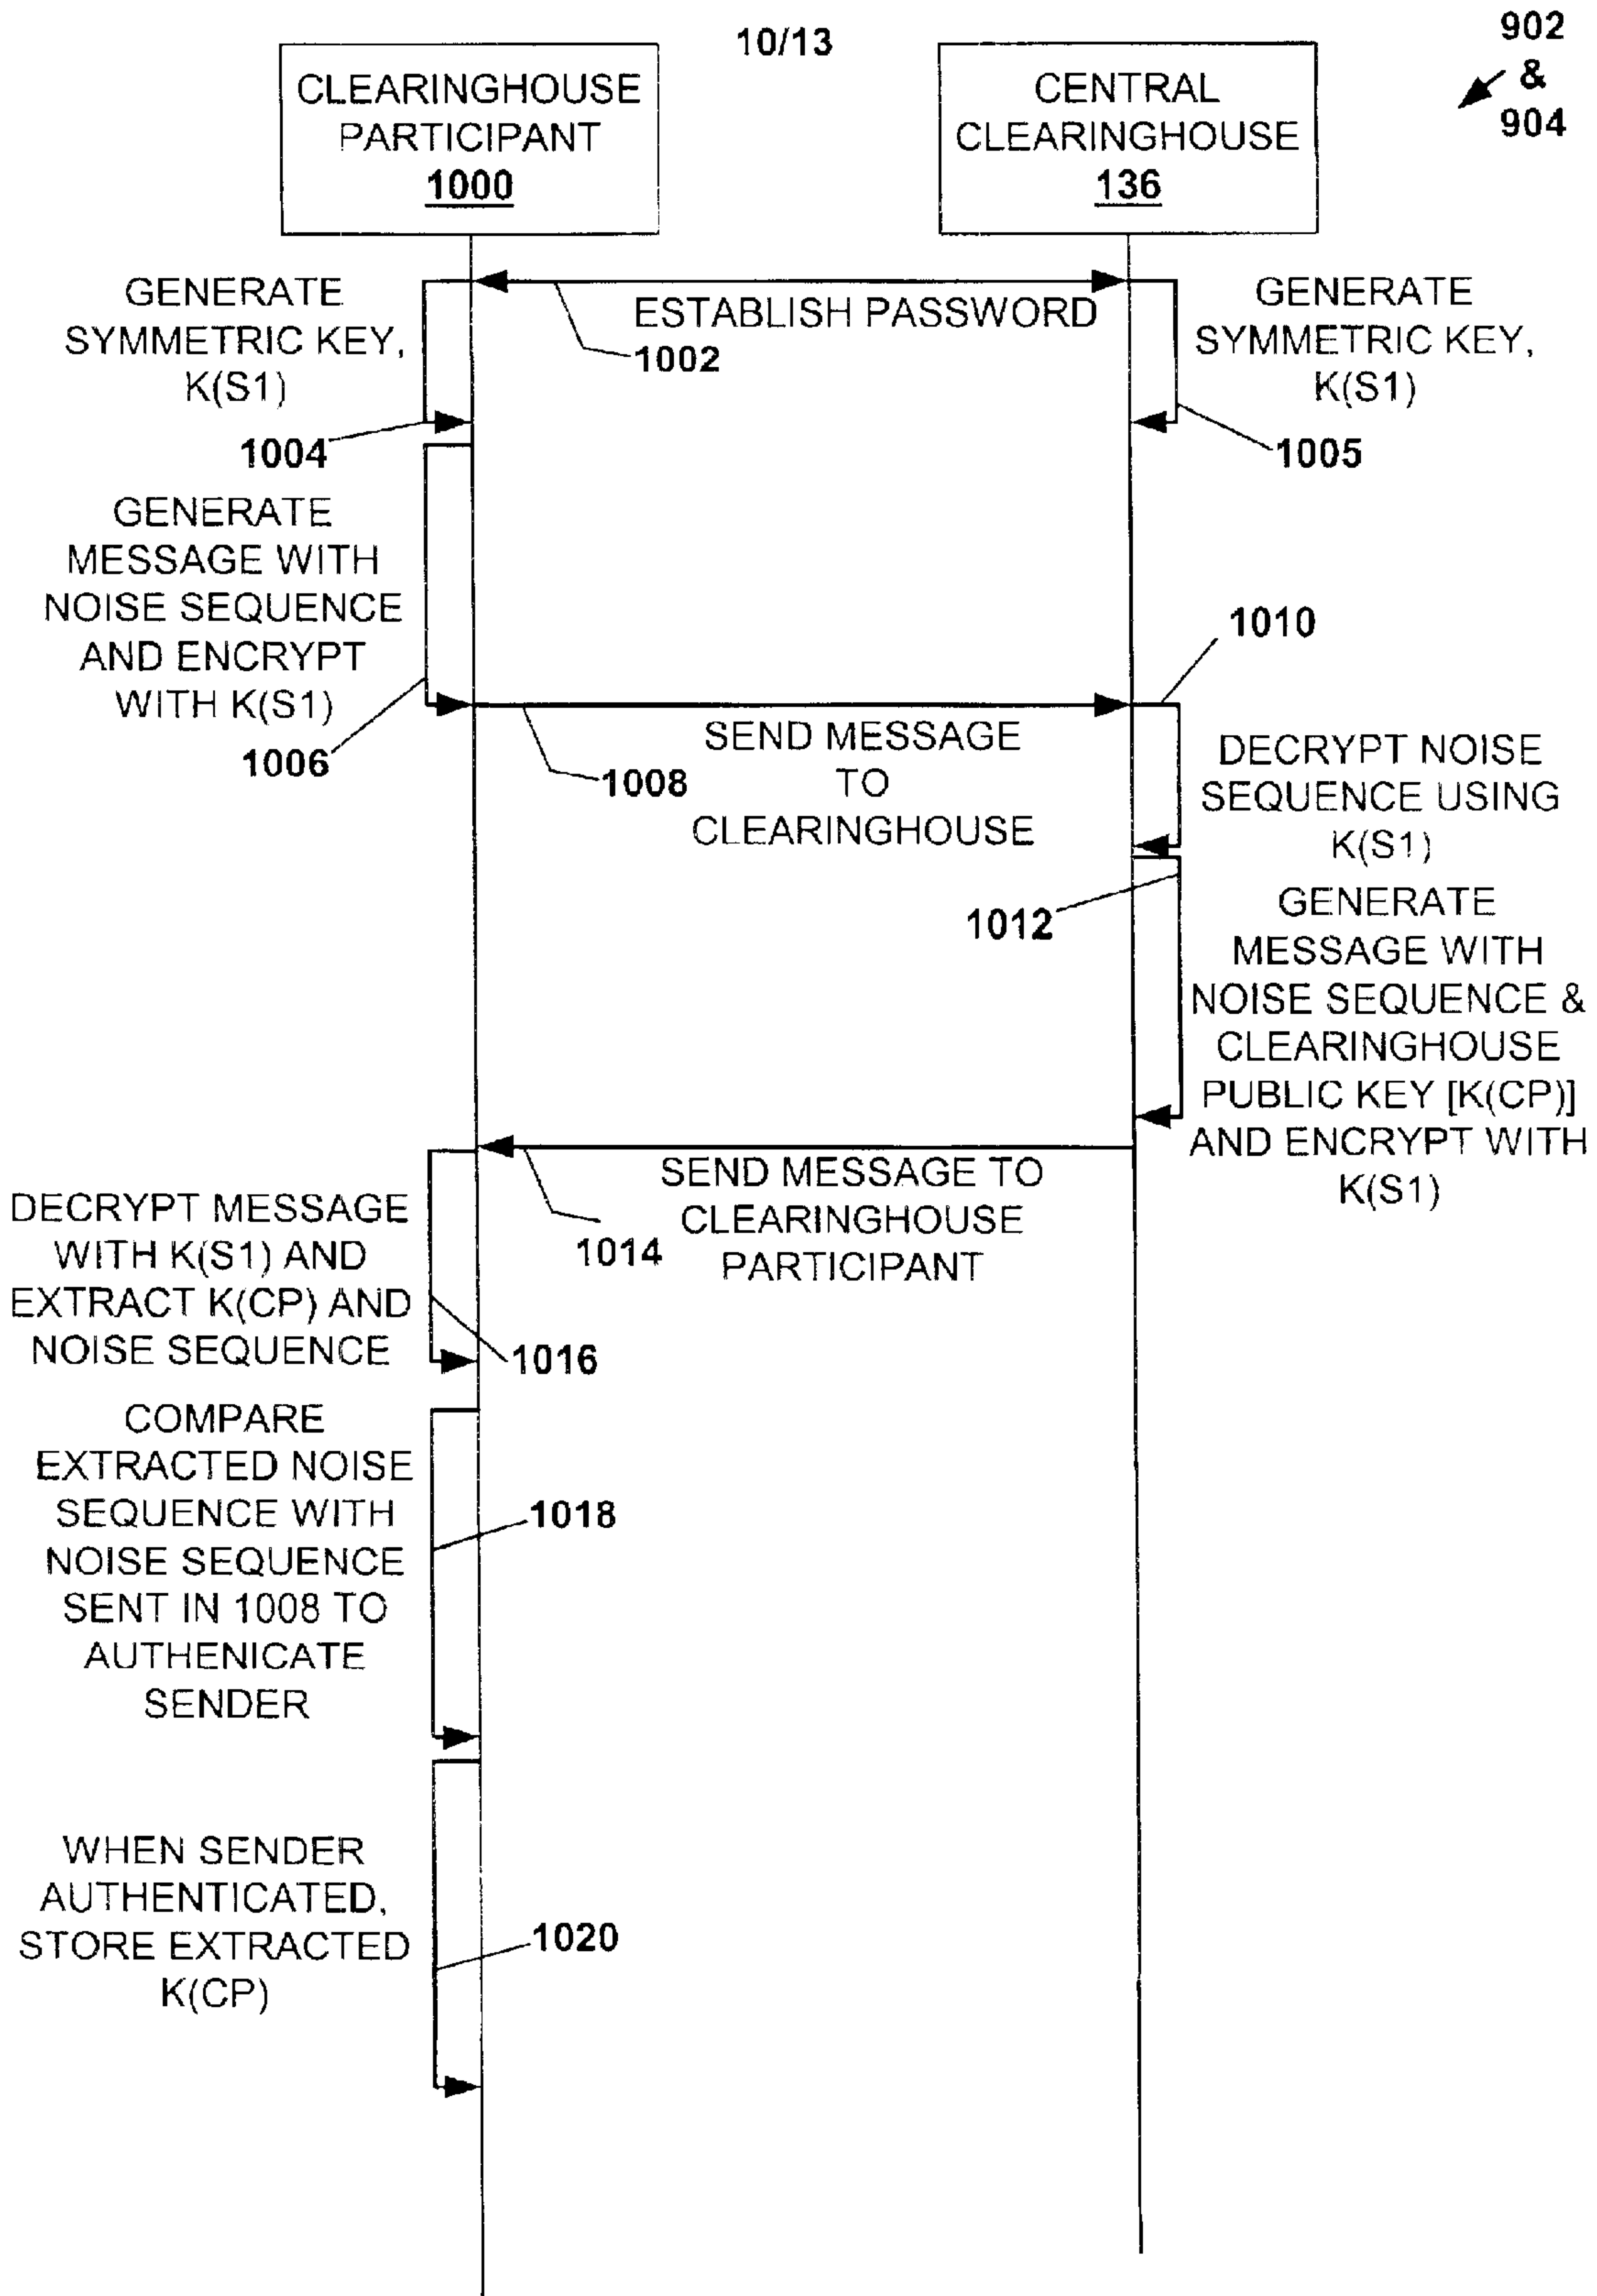 10/13
902
&
904
CLEARINGHOUSE
PARTICIPANT
1000
CENTRAL
CLEARINGHOUSE
136
GENERATE
SYMMETRIC KEY,
K(S1)
1004
ESTABLISH PASSWORD
1002
GENERATE
SYMMETRIC KEY,
K(S1)
1005
GENERATE
MESSAGE WITH
NOISE SEQUENCE
AND ENCRYPT
WITH K(S1)
1006
SEND MESSAGE
TO
CLEARINGHOUSE
1008
1010
DECRYPT NOISE
SEQUENCE USING
K(S1)
1012
GENERATE
MESSAGE WITH
NOISE SEQUENCE &
CLEARINGHOUSE
PUBLIC KEY [K(CP)]
AND ENCRYPT WITH
K(S1)
SEND MESSAGE TO
CLEARINGHOUSE
PARTICIPANT
1014
DECRYPT MESSAGE
WITH K(S1) AND
EXTRACT K(CP) AND
NOISE SEQUENCE
1016
COMPARE
EXTRACTED NOISE
SEQUENCE WITH
NOISE SEQUENCE
SENT IN 1008 TO
AUTHENICATE
SENDER
1018
WHEN SENDER
AUTHENTICATED,
STORE EXTRACTED
K(CP)
1020